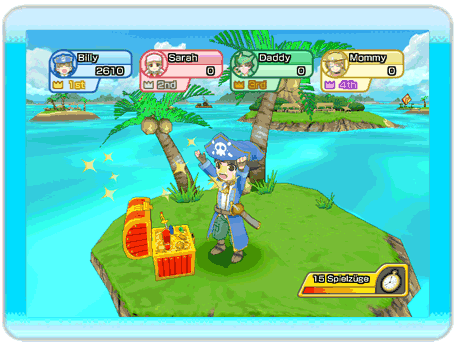 Billy
2610
1st
Sarah
0
2nd
Daddy
0
3rd
Mommy
0
4th
15 Spielzüge